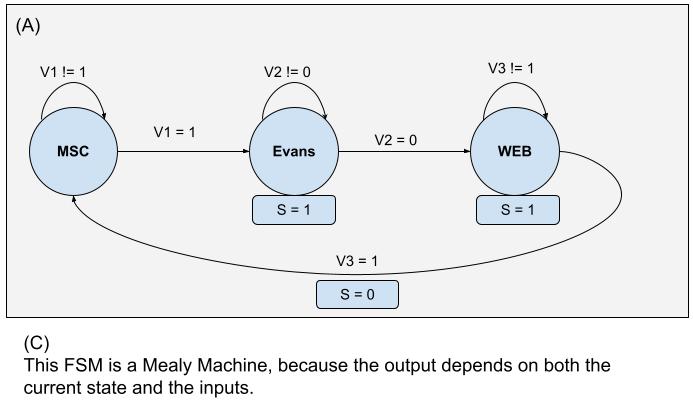 (A)
V1 != 1
V2 != 0
V3 != 1
MSC
V1 = 1
Evans
V2 = 0
WEB
S = 1
S = 1
V3 = 1
S = 0
(C)
This FSM is a Mealy Machine, because the output depends on both the
current state and the inputs.